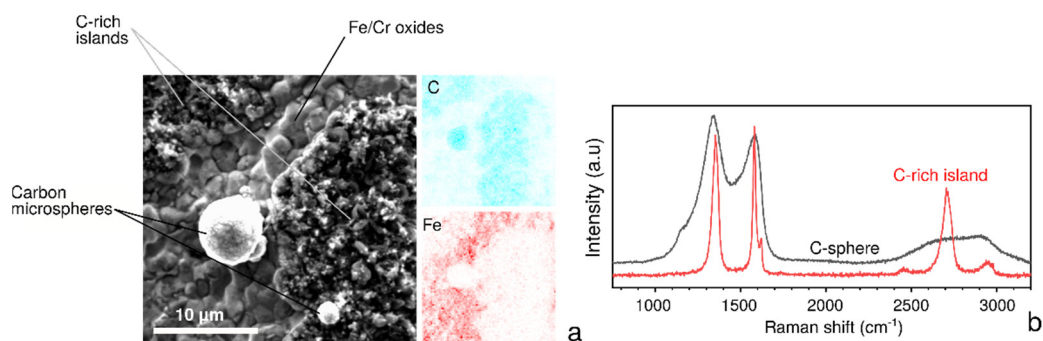 C-rich
islands
Fe/Cr oxides
Carbon
microspheres
10 µm
C
Fe
a
Intensity (a.u)
C-rich island
C-sphere
1000 1500 2000 2500 3000
Raman shift (cm⁻¹)
b